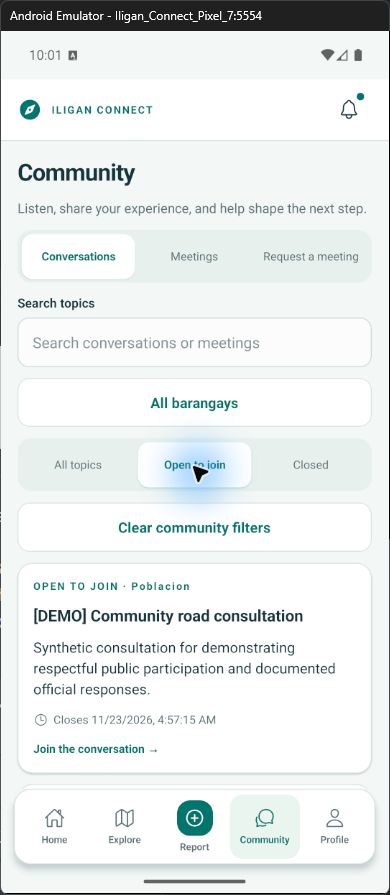 Android Emulator - Iligan_Connect_Pixel_7:5554
10:01
ILIGAN CONNECT
Community
Listen, share your experience, and help shape the next step.
Conversations Meetings Request a meeting
Search topics
Search conversations or meetings
All barangays
All topics Open to join Closed
Clear community filters
OPEN TO JOIN · Poblacion
[DEMO] Community road consultation
Synthetic consultation for demonstrating
respectful public participation and documented
official responses.
Closes 11/23/2026, 4:57:15 AM
Join the conversation →
Home Explore Report Community Profile